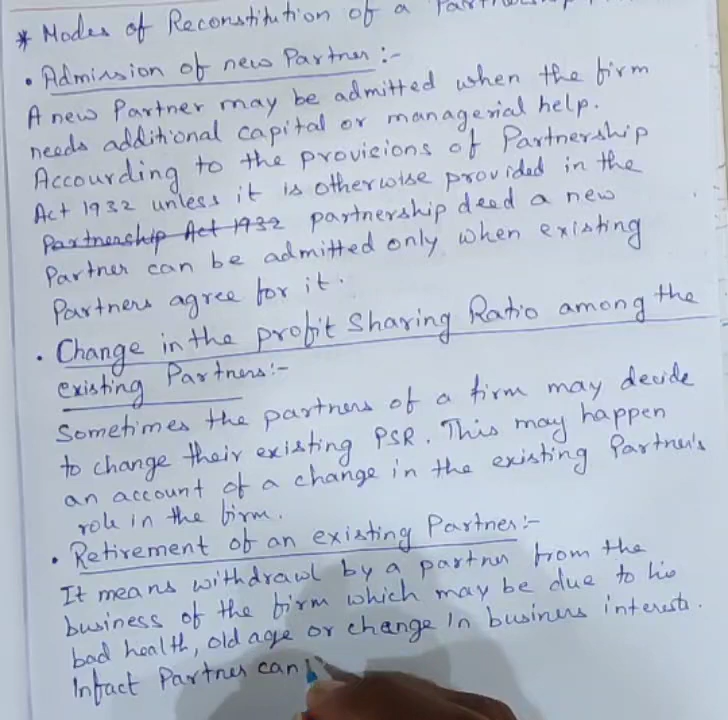 * Modes of Reconstitution of a
• Admission of new Partner :-
A new Partner may be admitted when the firm
needs additional capital or managerial help.
Accourding to the provisions of Partnership
Act 1932 unless it is otherwise provided in the
Partnership Act 1932 partnership deed a new
Partner can be admitted only when existing
Partners agree for it.
• Change in the profit Sharing Ratio among the
existing Partners:-
Sometimes the partners of a firm may decide
to change their existing PSR. This may happen
an account of a change in the existing Partner's
role in the firm.
• Retirement of an existing Partner:-
It means withdrawl by a partner from the
business of the firm which may be due to his
bad health, old age or change in business interests.
Infact Partner can